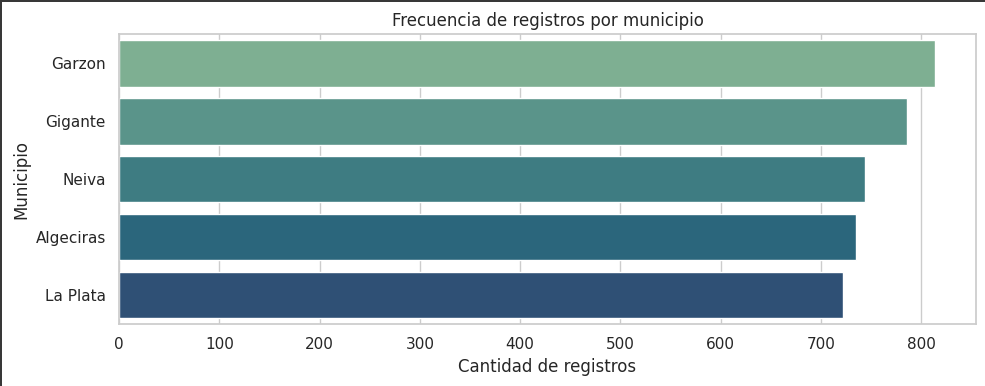 Frecuencia de registros por municipio
Municipio
Garzon
Gigante
Neiva
Algeciras
La Plata
0 100 200 300 400 500 600 700 800
Cantidad de registros